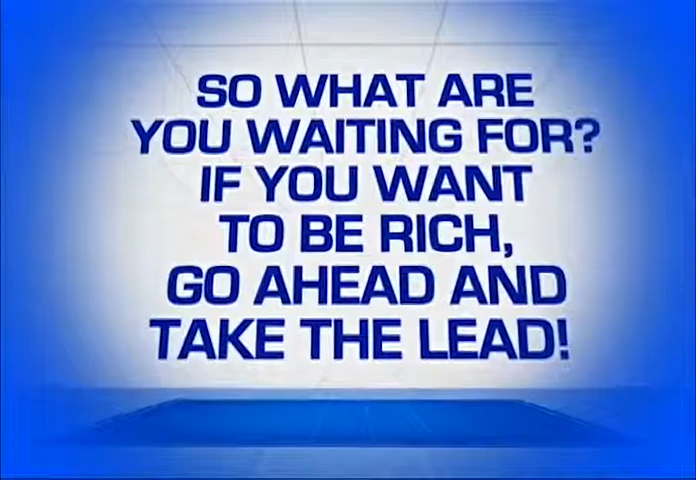 SO WHAT ARE
YOU WAITING FOR?
IF YOU WANT
TO BE RICH,
GO AHEAD AND
TAKE THE LEAD!